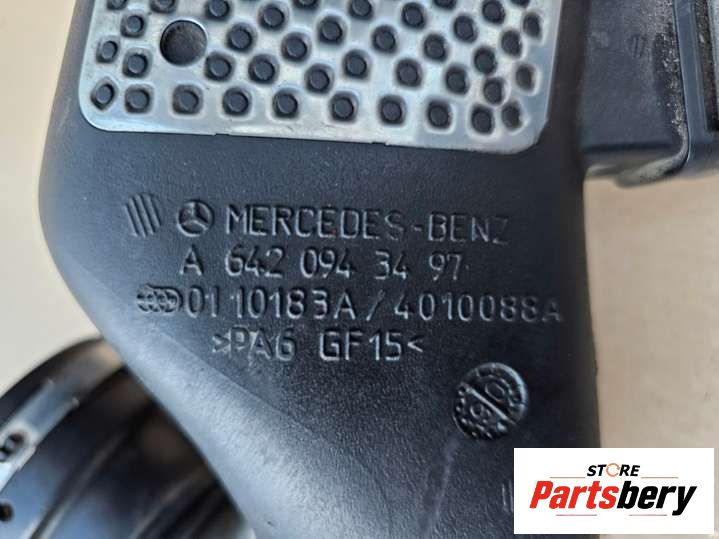 MERCEDES-BENZ
A 642 094 34 97
01 10183A / 4010088A
>PA6 GF15<
STORE
Partsbery